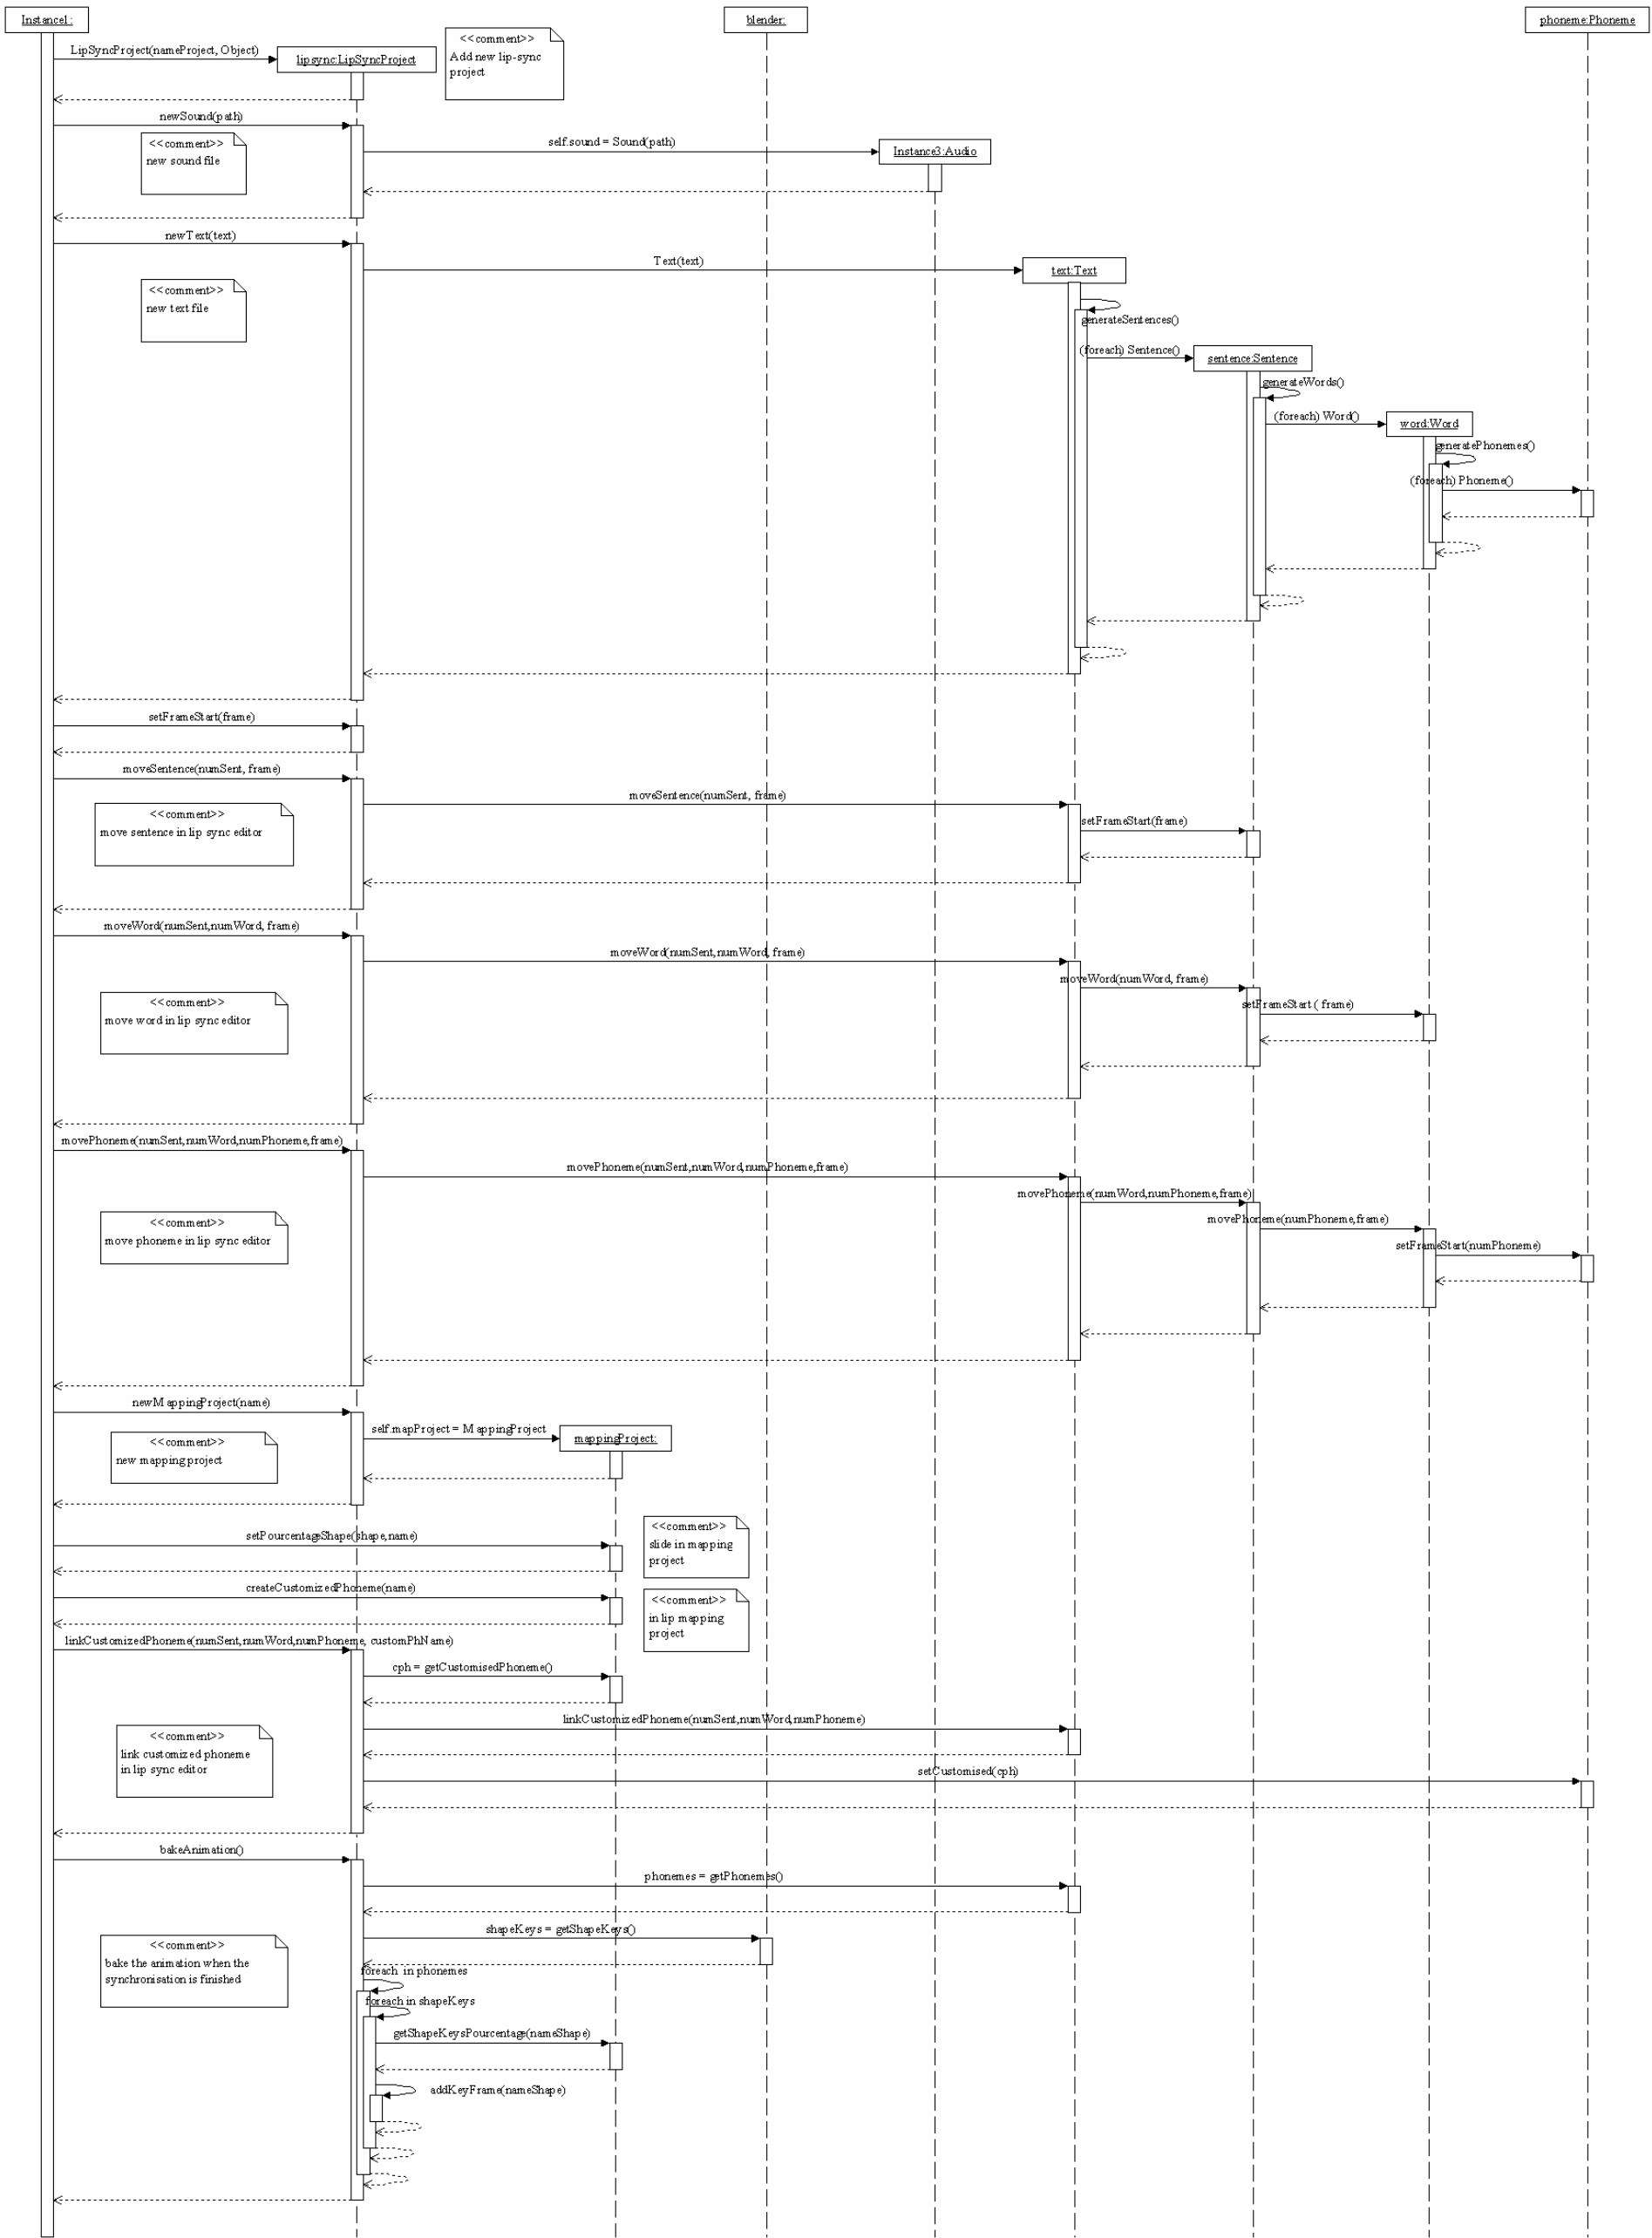 Instance1 :
blender:
phoneme:Phoneme
LipSyncProject(nameProject, Object)
lipsync:LipSyncProject
<<comment>>
Add new lip-sync
project
newSound(path)
<<comment>>
new sound file
self.sound = Sound(path)
Instance3:Audio
newText(text)
Text(text)
text:Text
<<comment>>
new text file
generateSentences()
(foreach) Sentence()
sentence:Sentence
generateWords()
(foreach) Word()
word:Word
generatePhonemes()
(foreach) Phoneme()
setFrameStart(frame)
moveSentence(numSent, frame)
moveSentence(numSent, frame)
<<comment>>
move sentence in lip sync editor
setFrameStart(frame)
moveWord(numSent,numWord, frame)
moveWord(numSent,numWord, frame)
moveWord(numWord, frame)
<<comment>>
move word in lip sync editor
setFrameStart ( frame)
movePhoneme(numSent,numWord,numPhoneme,frame)
movePhoneme(numSent,numWord,numPhoneme,frame)
movePhoneme(numWord,numPhoneme,frame)
<<comment>>
move phoneme in lip sync editor
movePhoneme(numPhoneme,frame)
setFrameStart(numPhoneme)
newMappingProject(name)
self.mapProject = MappingProject
mappingProject:
<<comment>>
new mapping project
setPourcentageShape(shape,name)
<<comment>>
slide in mapping
project
createCustomizedPhoneme(name)
<<comment>>
in lip mapping
project
linkCustomizedPhoneme(numSent,numWord,numPhoneme, customPhName)
cph = getCustomisedPhoneme()
linkCustomizedPhoneme(numSent,numWord,numPhoneme)
<<comment>>
link customized phoneme
in lip sync editor
setCustomised(cph)
bakeAnimation()
phonemes = getPhonemes()
shapeKeys = getShapeKeys()
<<comment>>
bake the animation when the
synchronisation is finished
foreach in phonemes
foreach in shapeKeys
getShapeKeysPourcentage(nameShape)
addKeyFrame(nameShape)